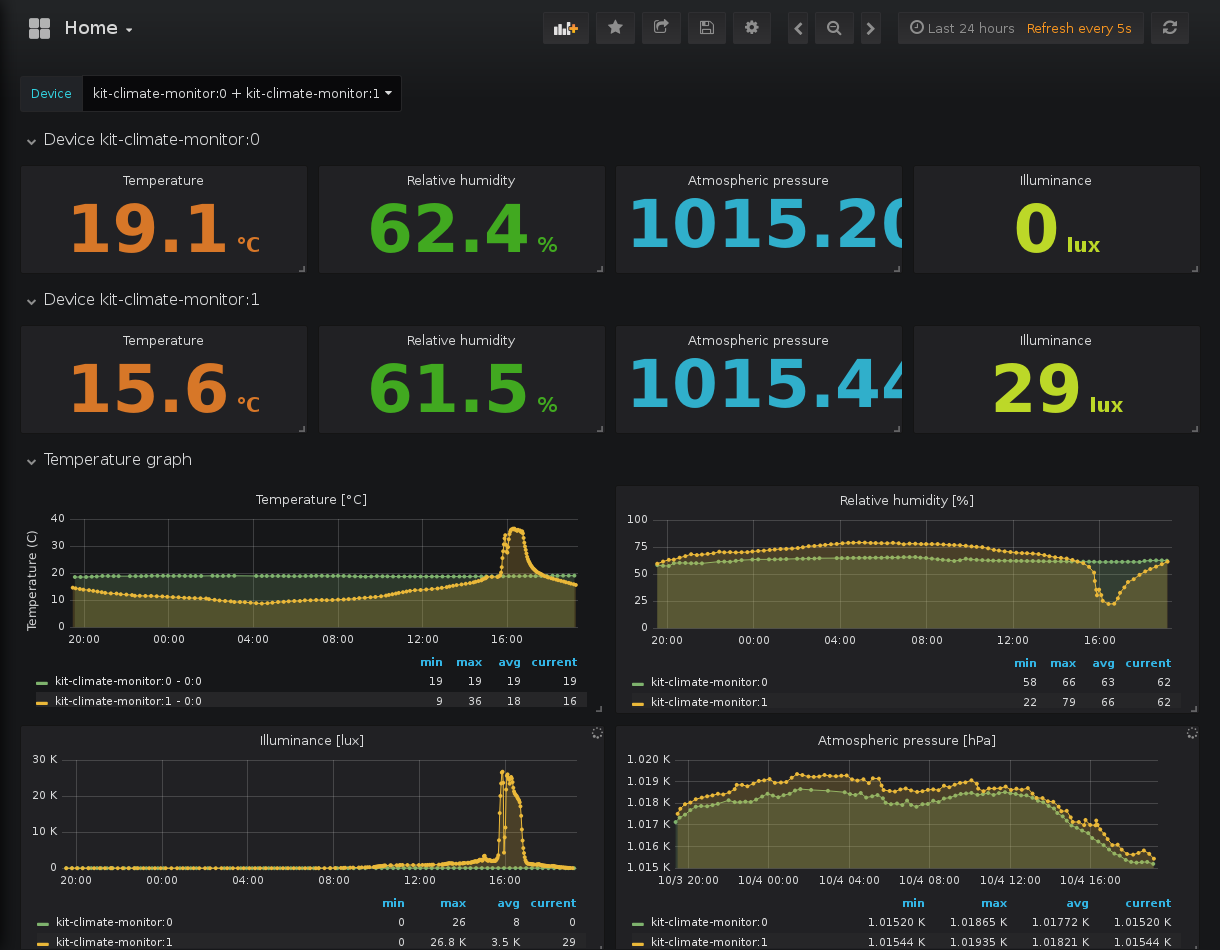 Home
Last 24 hours Refresh every 5s
Device kit-climate-monitor:0 + kit-climate-monitor:1
Device kit-climate-monitor:0
Temperature Relative humidity Atmospheric pressure Illuminance
19.1 °C 62.4 % 1015.20 0 lux
Device kit-climate-monitor:1
Temperature Relative humidity Atmospheric pressure Illuminance
15.6 °C 61.5 % 1015.44 29 lux
Temperature graph
Temperature [°C]
Temperature (C)
40
30
20
10
0
20:00 00:00 04:00 08:00 12:00 16:00
min max avg current
kit-climate-monitor:0 - 0:0 19 19 19 19
kit-climate-monitor:1 - 0:0 9 36 18 16
Relative humidity [%]
100
75
50
25
0
20:00 00:00 04:00 08:00 12:00 16:00
min max avg current
kit-climate-monitor:0 58 66 63 62
kit-climate-monitor:1 22 79 66 62
Illuminance [lux]
30 K
20 K
10 K
0
20:00 00:00 04:00 08:00 12:00 16:00
min max avg current
kit-climate-monitor:0 0 26 8 0
kit-climate-monitor:1 0 26.8 K 3.5 K 29
Atmospheric pressure [hPa]
1.020 K
1.019 K
1.018 K
1.017 K
1.016 K
1.015 K
10/3 20:00 10/4 00:00 10/4 04:00 10/4 08:00 10/4 12:00 10/4 16:00
min max avg current
kit-climate-monitor:0 1.01520 K 1.01865 K 1.01772 K 1.01520 K
kit-climate-monitor:1 1.01544 K 1.01935 K 1.01821 K 1.01544 K